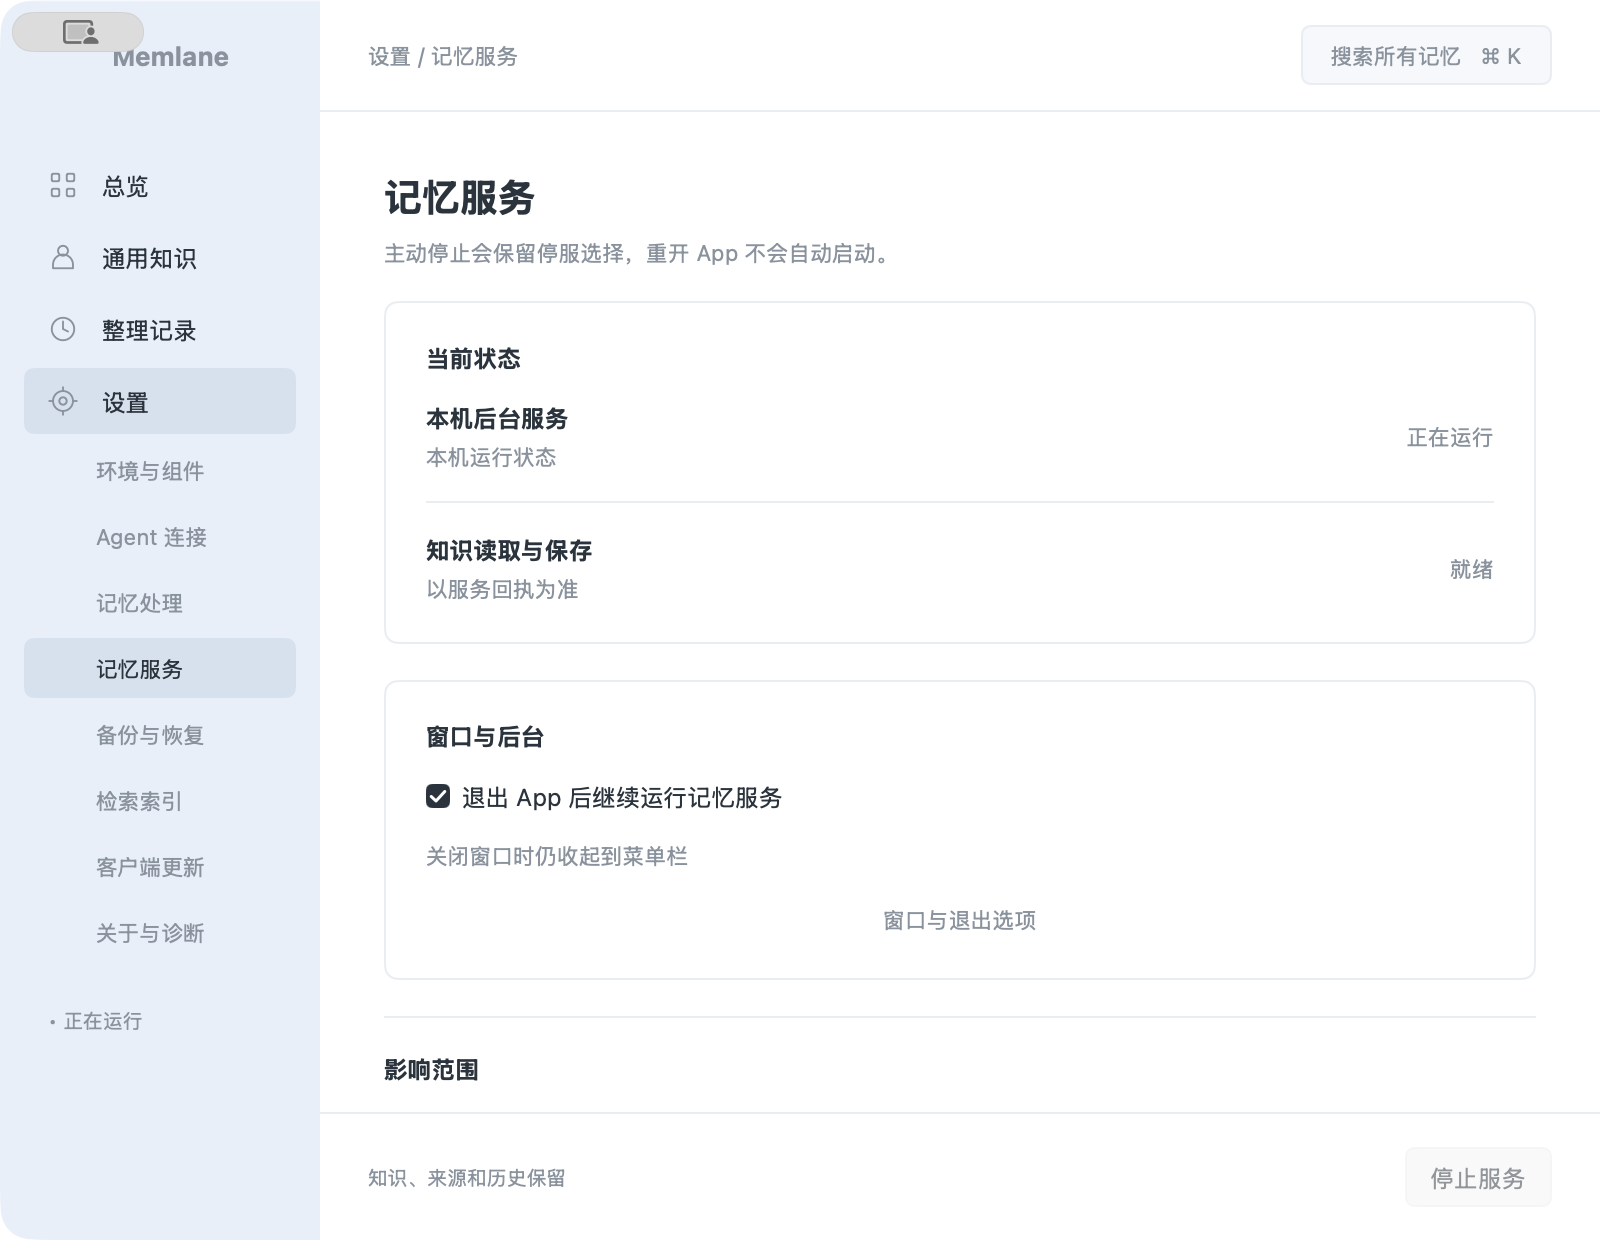 Memlane
总览
通用知识
整理记录
设置
环境与组件
Agent 连接
记忆处理
记忆服务
备份与恢复
检索索引
客户端更新
关于与诊断
• 正在运行
设置 / 记忆服务
搜索所有记忆 ⌘ K
记忆服务
主动停止会保留停服选择，重开 App 不会自动启动。
当前状态
本机后台服务
本机运行状态
正在运行
知识读取与保存
以服务回执为准
就绪
窗口与后台
退出 App 后继续运行记忆服务
关闭窗口时仍收起到菜单栏
窗口与退出选项
影响范围
知识、来源和历史保留
停止服务